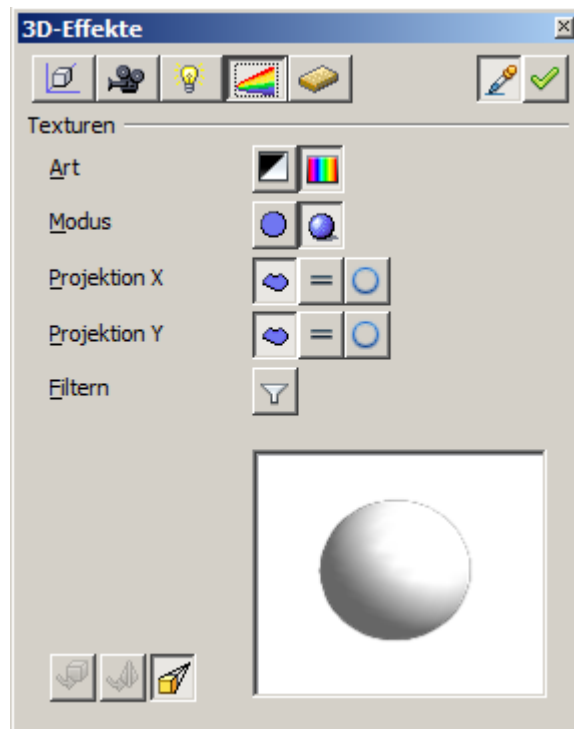 3D-Effekte
Texturen
Art
Modus
Projektion X
Projektion Y
Filtern